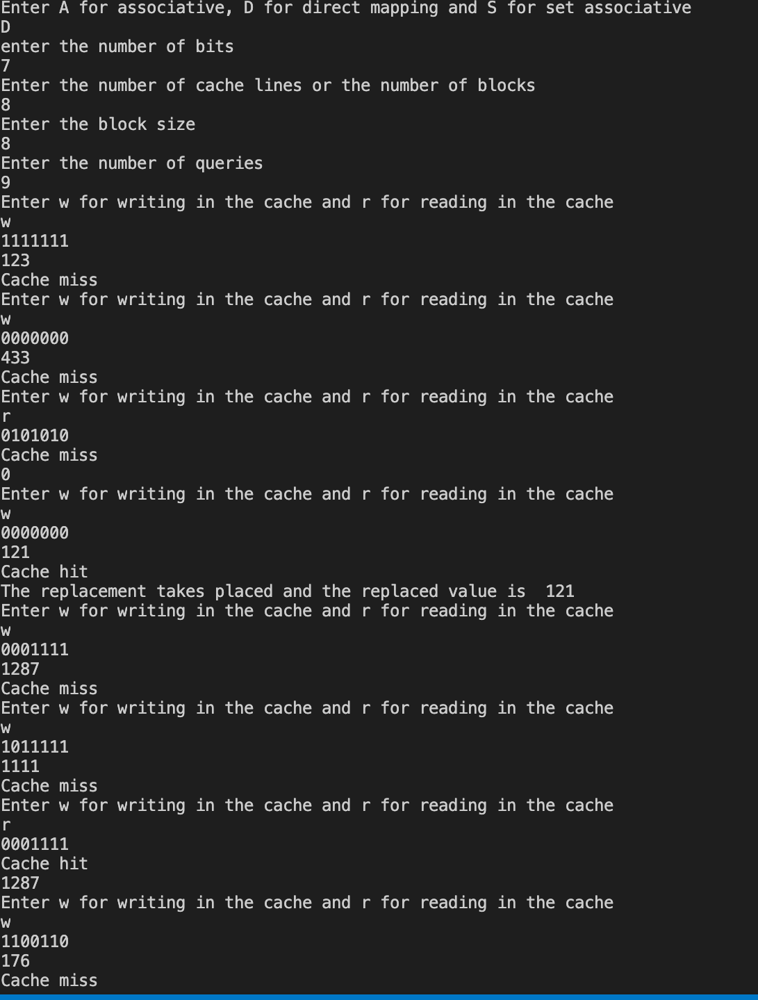 Enter A for associative, D for direct mapping and S for set associative
D
enter the number of bits
7
Enter the number of cache lines or the number of blocks
8
Enter the block size
8
Enter the number of queries
9
Enter w for writing in the cache and r for reading in the cache
w
1111111
123
Cache miss
Enter w for writing in the cache and r for reading in the cache
w
0000000
433
Cache miss
Enter w for writing in the cache and r for reading in the cache
r
0101010
Cache miss
0
Enter w for writing in the cache and r for reading in the cache
w
0000000
121
Cache hit
The replacement takes placed and the replaced value is  121
Enter w for writing in the cache and r for reading in the cache
w
0001111
1287
Cache miss
Enter w for writing in the cache and r for reading in the cache
w
1011111
1111
Cache miss
Enter w for writing in the cache and r for reading in the cache
r
0001111
Cache hit
1287
Enter w for writing in the cache and r for reading in the cache
w
1100110
176
Cache miss